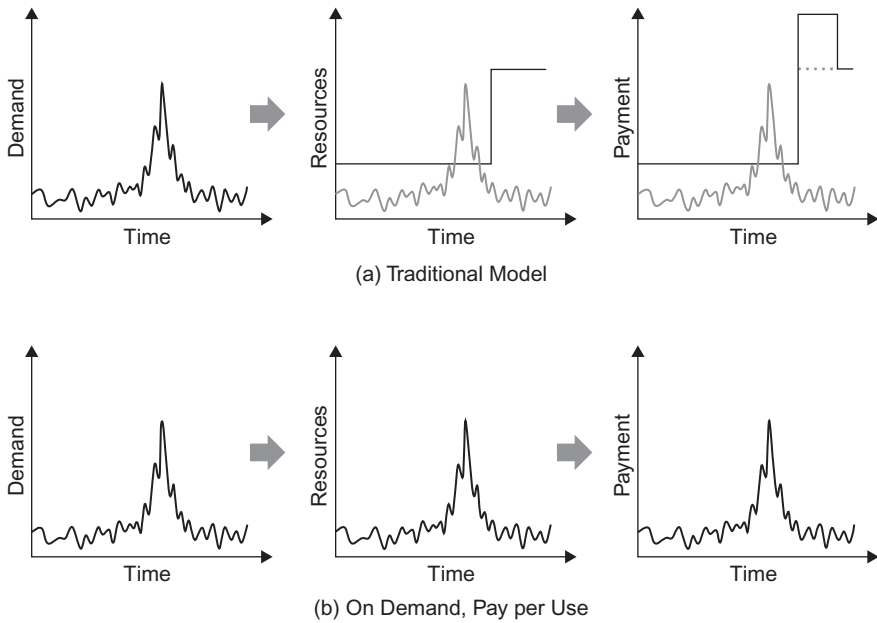 Demand
Time
Resources
Time
Payment
Time
(a) Traditional Model
Demand
Time
Resources
Time
Payment
Time
(b) On Demand, Pay per Use